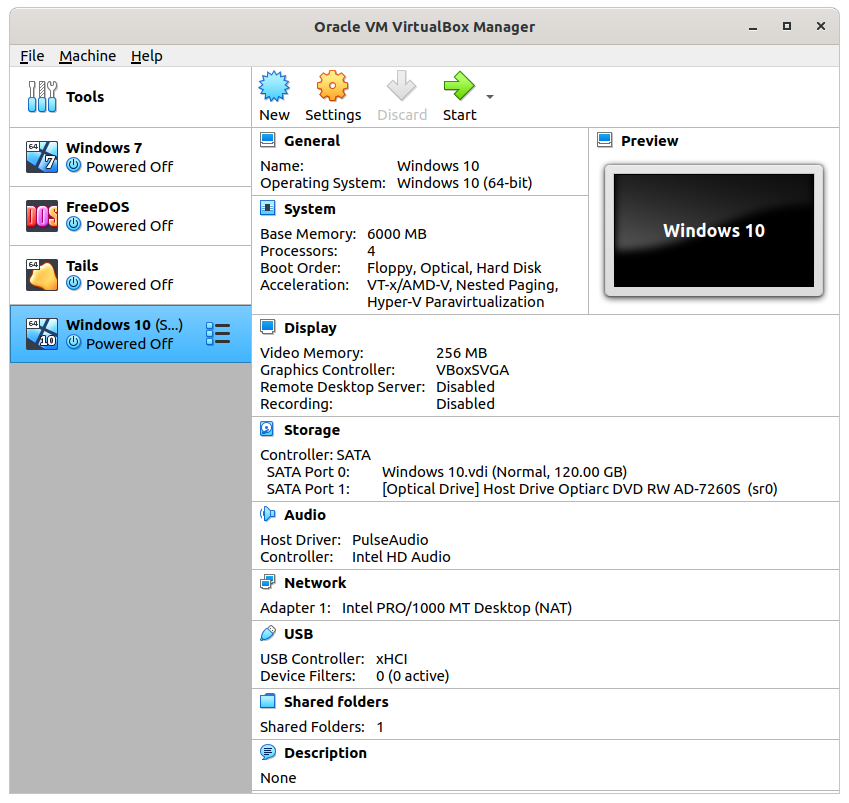 Oracle VM VirtualBox Manager
File Machine Help
Tools
New Settings Discard Start
64 7
Windows 7
Powered Off
DOS
FreeDOS
Powered Off
64
Tails
Powered Off
64 10
Windows 10 (S...)
Powered Off
General
Name: Windows 10
Operating System: Windows 10 (64-bit)
System
Base Memory: 6000 MB
Processors: 4
Boot Order: Floppy, Optical, Hard Disk
Acceleration: VT-x/AMD-V, Nested Paging,
Hyper-V Paravirtualization
Preview
Windows 10
Display
Video Memory: 256 MB
Graphics Controller: VBoxSVGA
Remote Desktop Server: Disabled
Recording: Disabled
Storage
Controller: SATA
SATA Port 0: Windows 10.vdi (Normal, 120.00 GB)
SATA Port 1: [Optical Drive] Host Drive Optiarc DVD RW AD-7260S (sr0)
Audio
Host Driver: PulseAudio
Controller: Intel HD Audio
Network
Adapter 1: Intel PRO/1000 MT Desktop (NAT)
USB
USB Controller: xHCI
Device Filters: 0 (0 active)
Shared folders
Shared Folders: 1
Description
None